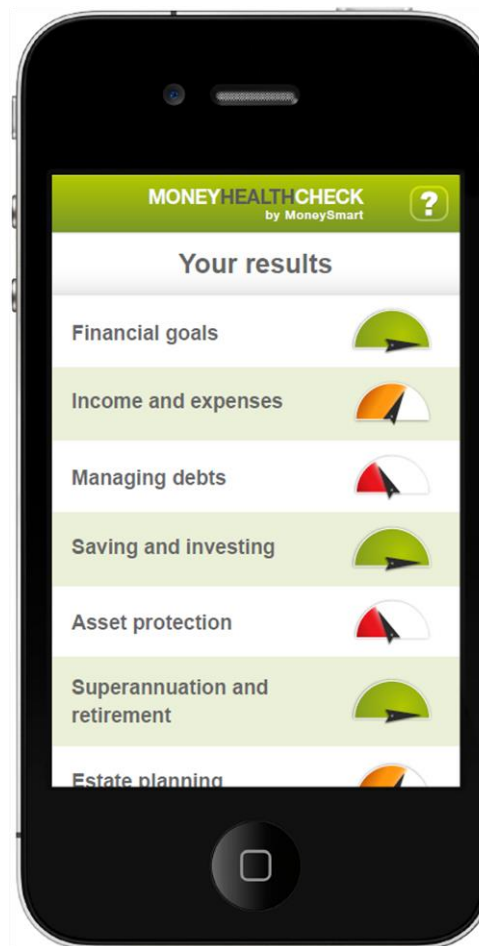 MONEYHEALTHCHECK
by MoneySmart
?
Your results
Financial goals
Income and expenses
Managing debts
Saving and investing
Asset protection
Superannuation and
retirement
Estate planning